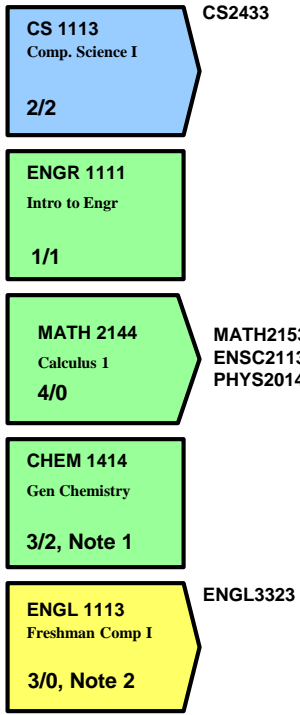 CS 1113
Comp. Science I
2/2
CS2433
ENGR 1111
Intro to Engr
1/1
MATH 2144
Calculus 1
4/0
MATH2153
ENSC2113
PHYS2014
CHEM 1414
Gen Chemistry
3/2, Note 1
ENGL 1113
Freshman Comp I
3/0, Note 2
ENGL3323